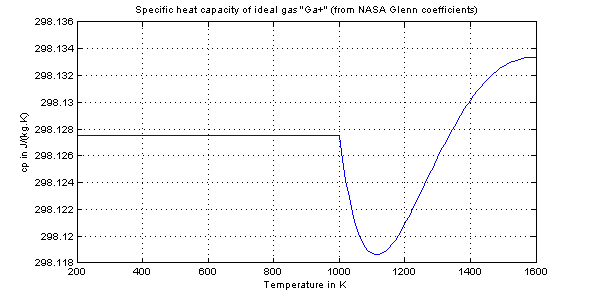 Specific heat capacity of ideal gas "Ga+" (from NASA Glenn coefficients)
298.136
298.134
298.132
298.13
298.128
298.126
298.124
298.122
298.12
298.118
cp in J/(kg.K)
200 400 600 800 1000 1200 1400 1600
Temperature in K